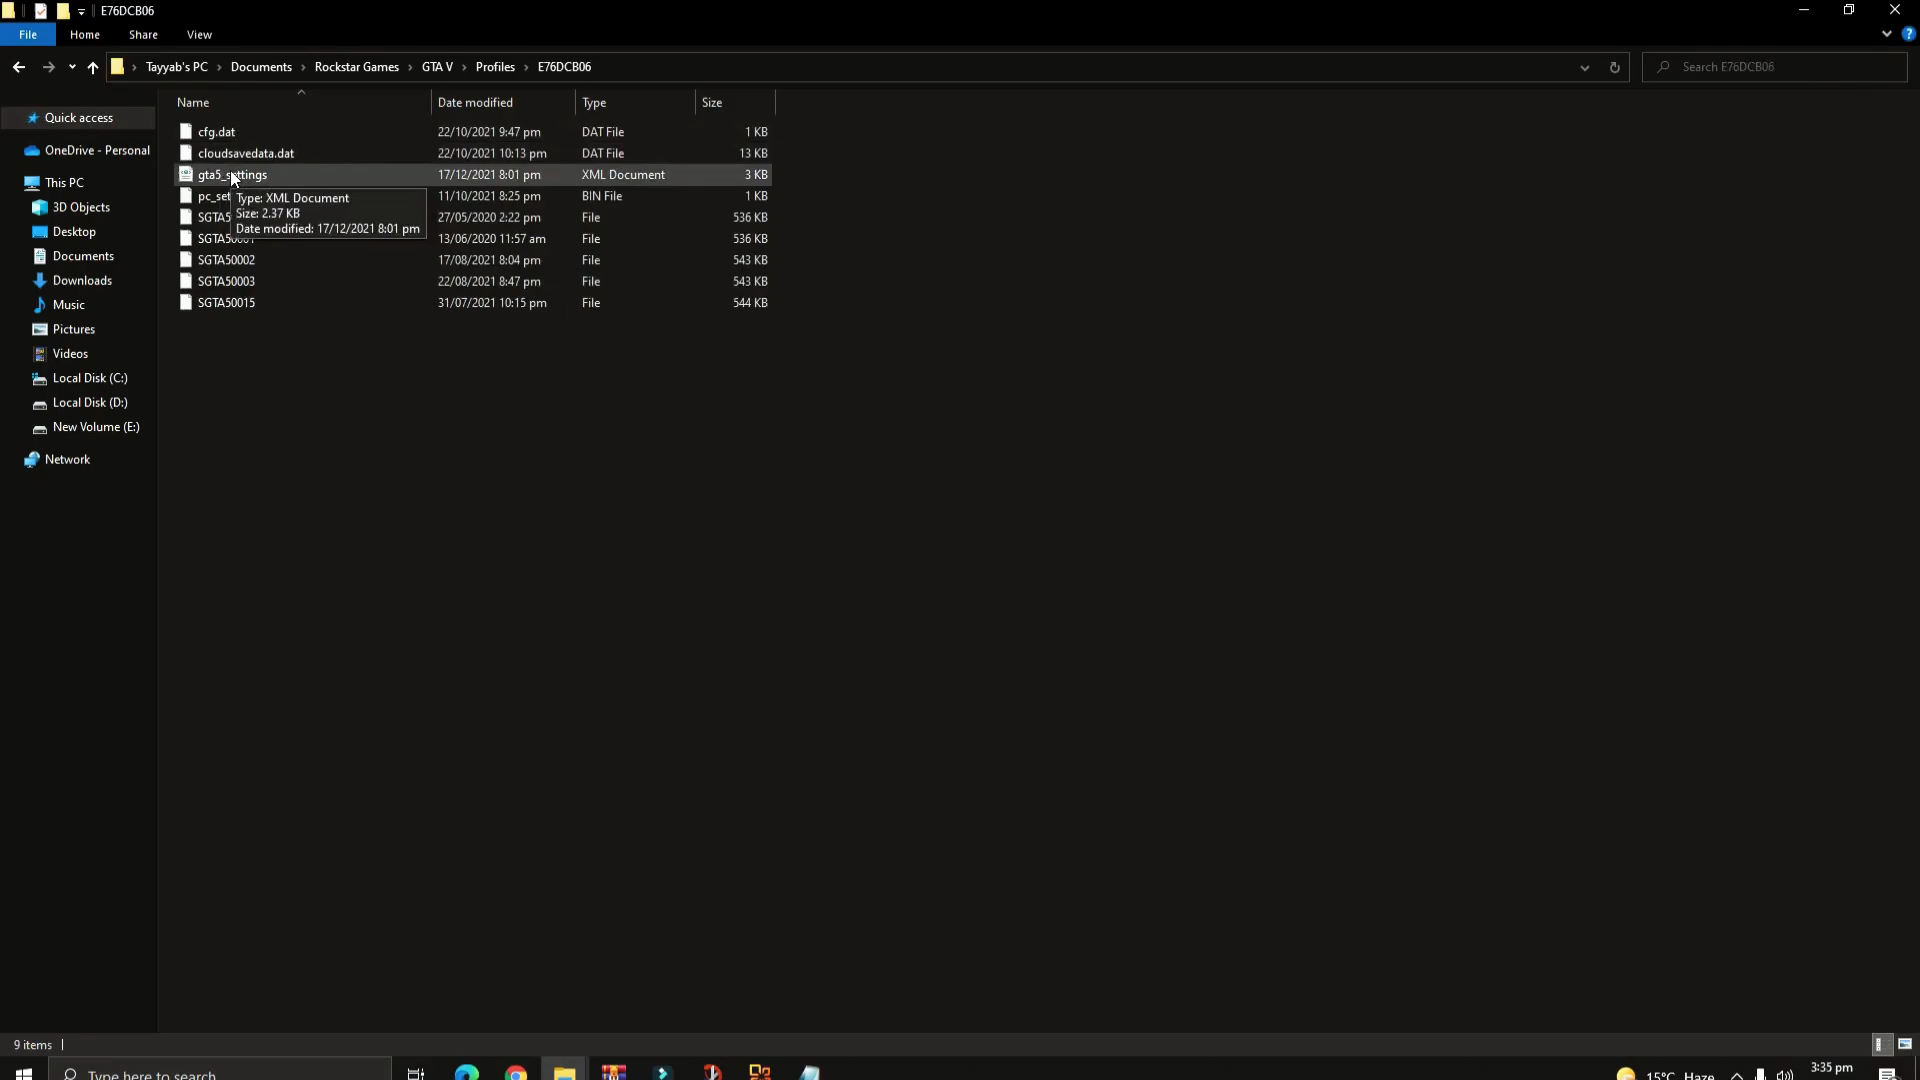 E76DCB06
File Home Share View
Tayyab's PC Documents Rockstar Games GTA V Profiles E76DCB06
Search E76DCB06
Name Date modified Type Size
Quick access
OneDrive - Personal
This PC
3D Objects
Desktop
Documents
Downloads
Music
Pictures
Videos
Local Disk (C:)
Local Disk (D:)
New Volume (E:)
Network
cfg.dat 22/10/2021 9:47 pm DAT File 1 KB
cloudsavedata.dat 22/10/2021 10:13 pm DAT File 13 KB
gta5_settings 17/12/2021 8:01 pm XML Document 3 KB
pc_set 11/10/2021 8:25 pm BIN File 1 KB
SGTA5 27/05/2020 2:22 pm File 536 KB
SGTA50001 13/06/2020 11:57 am File 536 KB
SGTA50002 17/08/2021 8:04 pm File 543 KB
SGTA50003 22/08/2021 8:47 pm File 543 KB
SGTA50015 31/07/2021 10:15 pm File 544 KB
Type: XML Document
Size: 2.37 KB
Date modified: 17/12/2021 8:01 pm
9 items
Type here to search
15°C Haze
3:35 pm